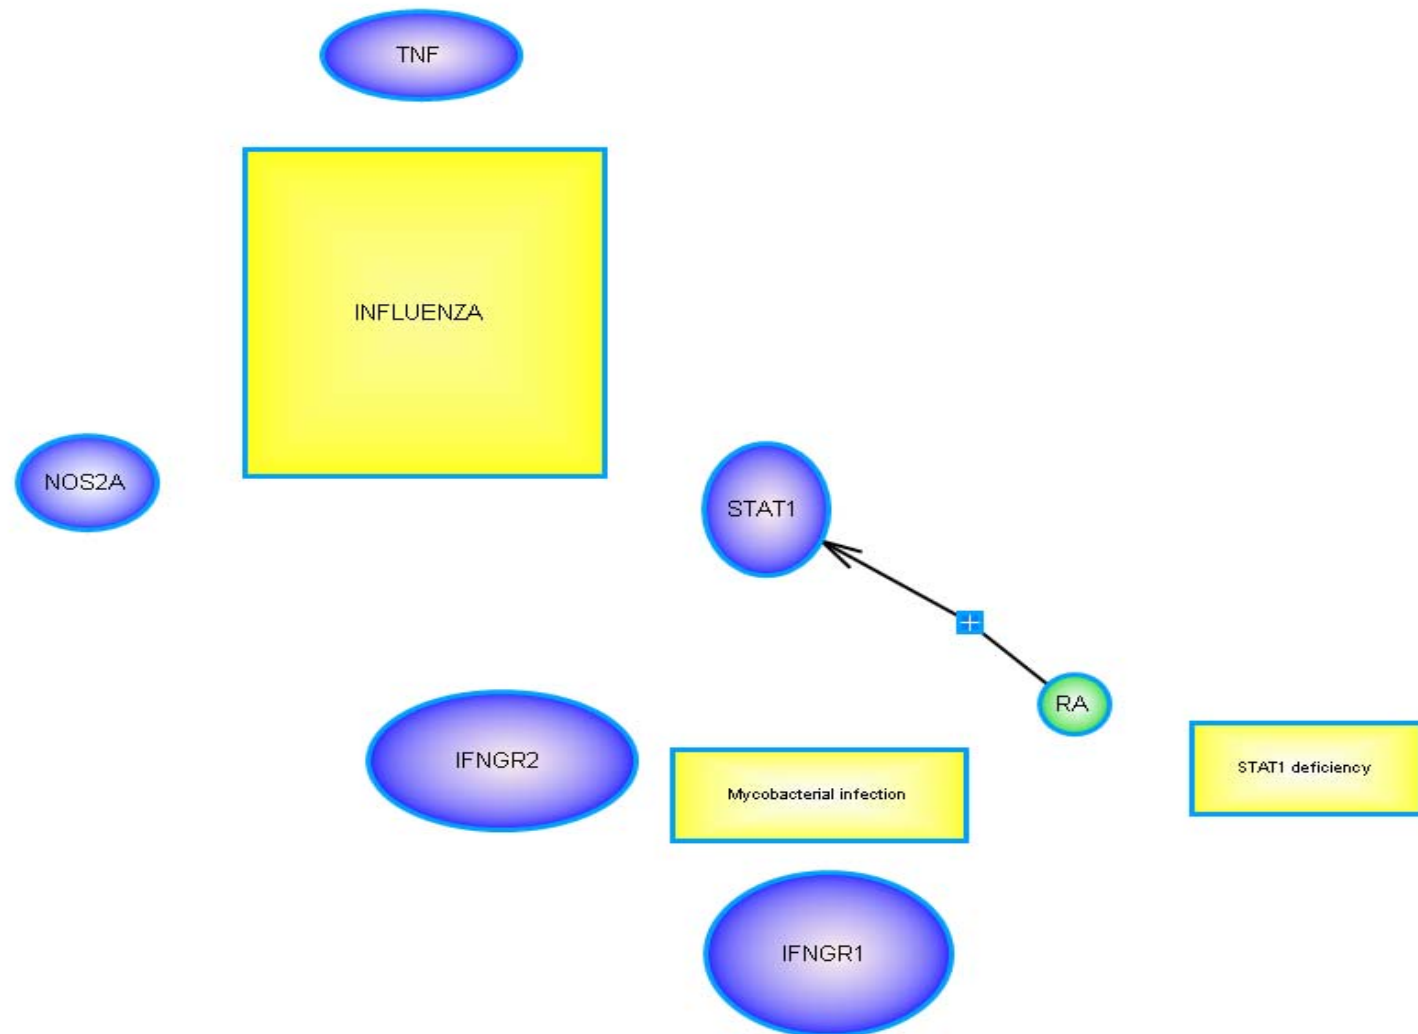 TNF
INFLUENZA
NOS2A
STAT1
+
RA
IFNGR2
Mycobacterial infection
STAT1 deficiency
IFNGR1